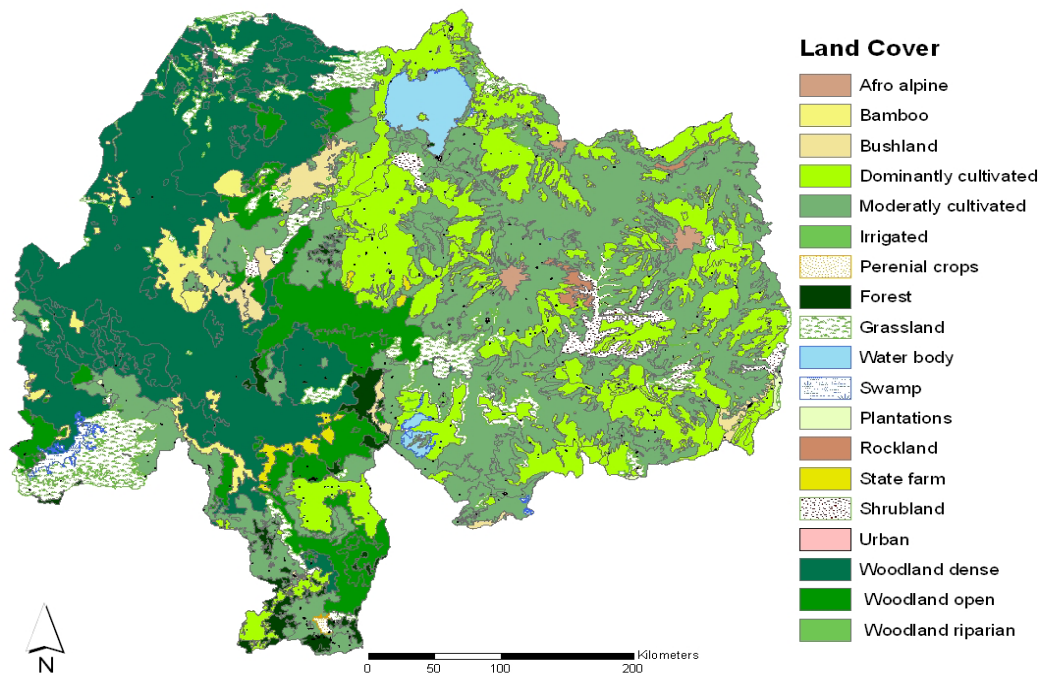 Land Cover
Afro alpine
Bamboo
Bushland
Dominantly cultivated
Moderatly cultivated
Irrigated
Perenial crops
Forest
Grassland
Water body
Swamp
Plantations
Rockland
State farm
Shrubland
Urban
Woodland dense
Woodland open
Woodland riparian
N
Kilometers
0 50 100 200